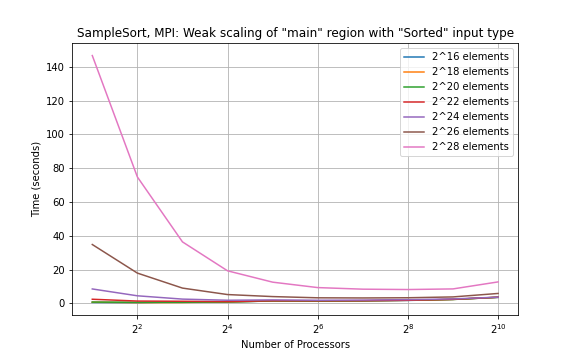 SampleSort, MPI: Weak scaling of "main" region with "Sorted" input type
2^16 elements
2^18 elements
2^20 elements
2^22 elements
2^24 elements
2^26 elements
2^28 elements
Time (seconds)
140
120
100
80
60
40
20
0
2^2 2^4 2^6 2^8 2^10
Number of Processors